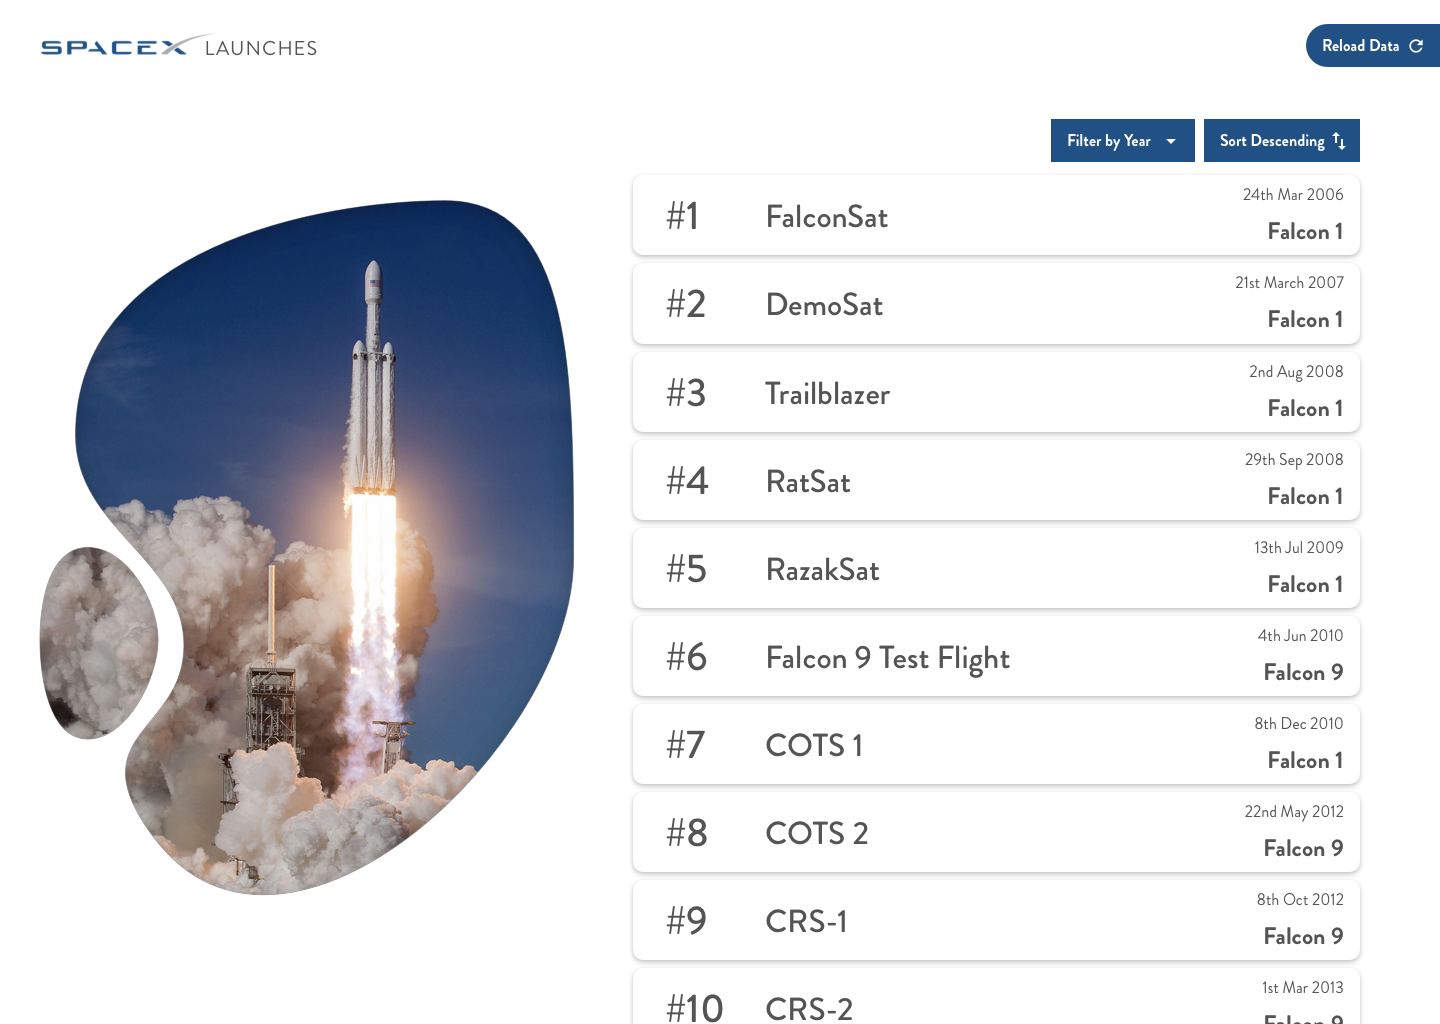 SPACEX LAUNCHES
Reload Data
Filter by Year
Sort Descending
#1 FalconSat 24th Mar 2006
Falcon 1
#2 DemoSat 21st March 2007
Falcon 1
#3 Trailblazer 2nd Aug 2008
Falcon 1
#4 RatSat 29th Sep 2008
Falcon 1
#5 RazakSat 13th Jul 2009
Falcon 1
#6 Falcon 9 Test Flight 4th Jun 2010
Falcon 9
#7 COTS 1 8th Dec 2010
Falcon 1
#8 COTS 2 22nd May 2012
Falcon 9
#9 CRS-1 8th Oct 2012
Falcon 9
#10 CRS-2 1st Mar 2013
Falcon 9